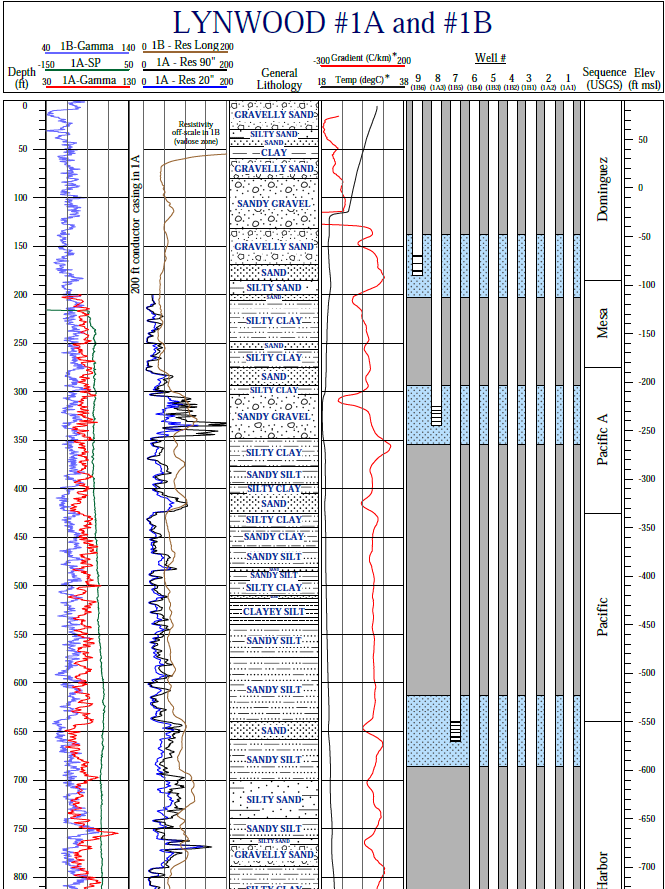 LYNWOOD #1A and #1B
40 1B-Gamma 140 0 1B - Res Long 200
-150 1A-SP 50 0 1A - Res 90" 200 -300 Gradient (C/km)* 200 Well #
Depth General 9 8 7 6 5 4 3 2 1 Sequence Elev
(ft) 30 1A-Gamma 130 0 1A - Res 20" 200 Lithology 18 Temp (degC)* 38 (1B6) (1A3) (1B5) (1B4) (1B3) (1B2) (1B1) (1A2) (1A1) (USGS) (ft msl)
0
GRAVELLY SAND
Resistivity
off-scale in 1B
(vadose zone)
SILTY SAND
50
SAND
50
CLAY
GRAVELLY SAND
200 ft conductor casing in 1A
Dominguez
0
100
SANDY GRAVEL
-50
150
GRAVELLY SAND
SAND
-100
SILTY SAND
200
SAND
SILTY CLAY
Mesa
-150
250
SAND
SILTY CLAY
SAND
-200
300
SILTY CLAY
SANDY GRAVEL
Pacific A
-250
350
SILTY CLAY
SANDY SILT
-300
400
SILTY CLAY
SAND
SILTY CLAY
-350
450
SANDY CLAY
SANDY SILT
-400
SANDY SILT
500
SILTY CLAY
CLAYEY SILT
-450
550
SANDY SILT
Pacific
-500
600
SANDY SILT
-550
650
SAND
SANDY SILT
-600
700
SILTY SAND
-650
750
SANDY SILT
SILTY SAND
GRAVELLY SAND
Harbor
-700
800
SILTY CLAY